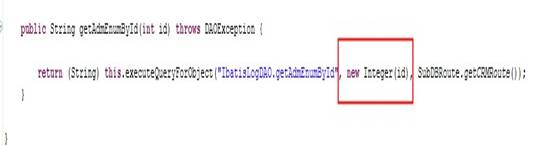 public String getAdmEnumById(int id) throws DAOException {
return (String) this.executeQueryForObject("IbatisLogDAO.getAdmEnumById", new Integer(id), SubDBRoute.getCRMRoute());
}
}